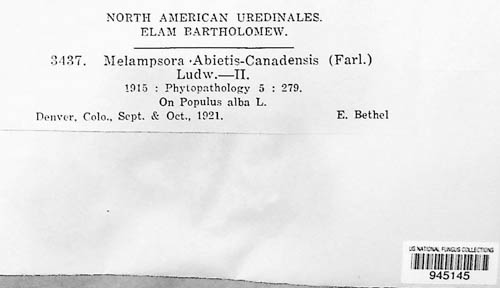 NORTH AMERICAN UREDINALES.
ELAM BARTHOLOMEW.
3437. Melampsora Abietis-Canadensis (Farl.)
Ludw.—II.
1915 : Phytopathology 5 : 279.
On Populus alba L.
Denver, Colo., Sept. & Oct., 1921. E. Bethel
US NATIONAL FUNGUS COLLECTIONS
945145